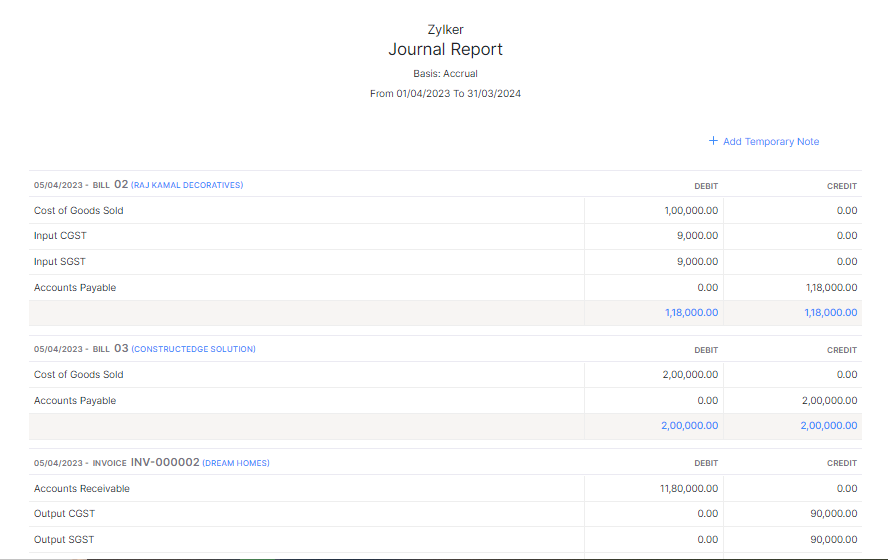 Zylker
Journal Report
Basis: Accrual
From 01/04/2023 To 31/03/2024
+ Add Temporary Note
05/04/2023 - BILL 02 (RAJ KAMAL DECORATIVES) DEBIT CREDIT
Cost of Goods Sold 1,00,000.00 0.00
Input CGST 9,000.00 0.00
Input SGST 9,000.00 0.00
Accounts Payable 0.00 1,18,000.00
1,18,000.00 1,18,000.00
05/04/2023 - BILL 03 (CONSTRUCTEDGE SOLUTION) DEBIT CREDIT
Cost of Goods Sold 2,00,000.00 0.00
Accounts Payable 0.00 2,00,000.00
2,00,000.00 2,00,000.00
05/04/2023 - INVOICE INV-000002 (DREAM HOMES) DEBIT CREDIT
Accounts Receivable 11,80,000.00 0.00
Output CGST 0.00 90,000.00
Output SGST 0.00 90,000.00